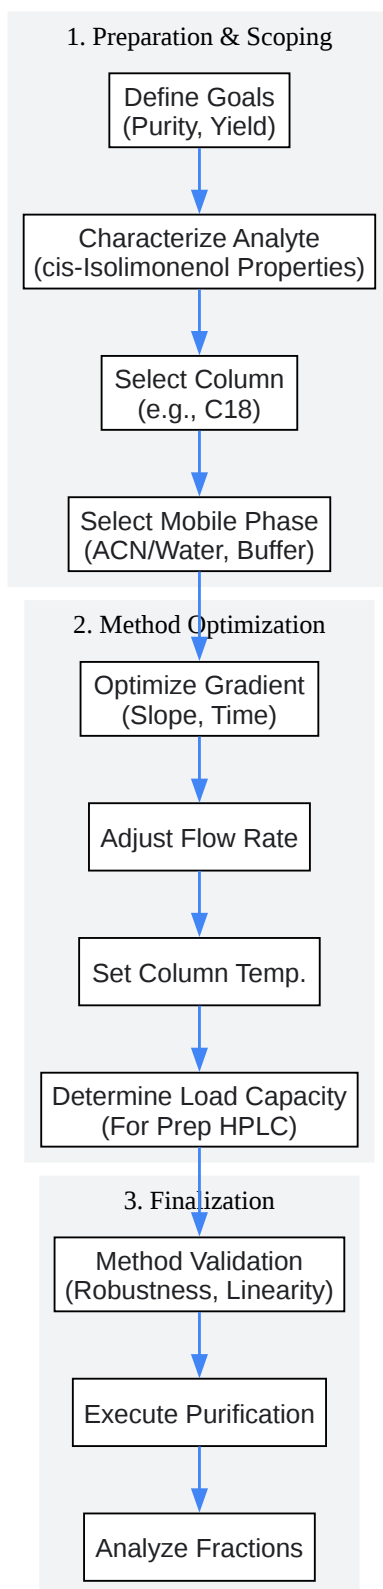 1. Preparation & Scoping
Define Goals
(Purity, Yield)
Characterize Analyte
(cis-Isolimonenol Properties)
Select Column
(e.g., C18)
Select Mobile Phase
(ACN/Water, Buffer)
2. Method Optimization
Optimize Gradient
(Slope, Time)
Adjust Flow Rate
Set Column Temp.
Determine Load Capacity
(For Prep HPLC)
3. Finalization
Method Validation
(Robustness, Linearity)
Execute Purification
Analyze Fractions